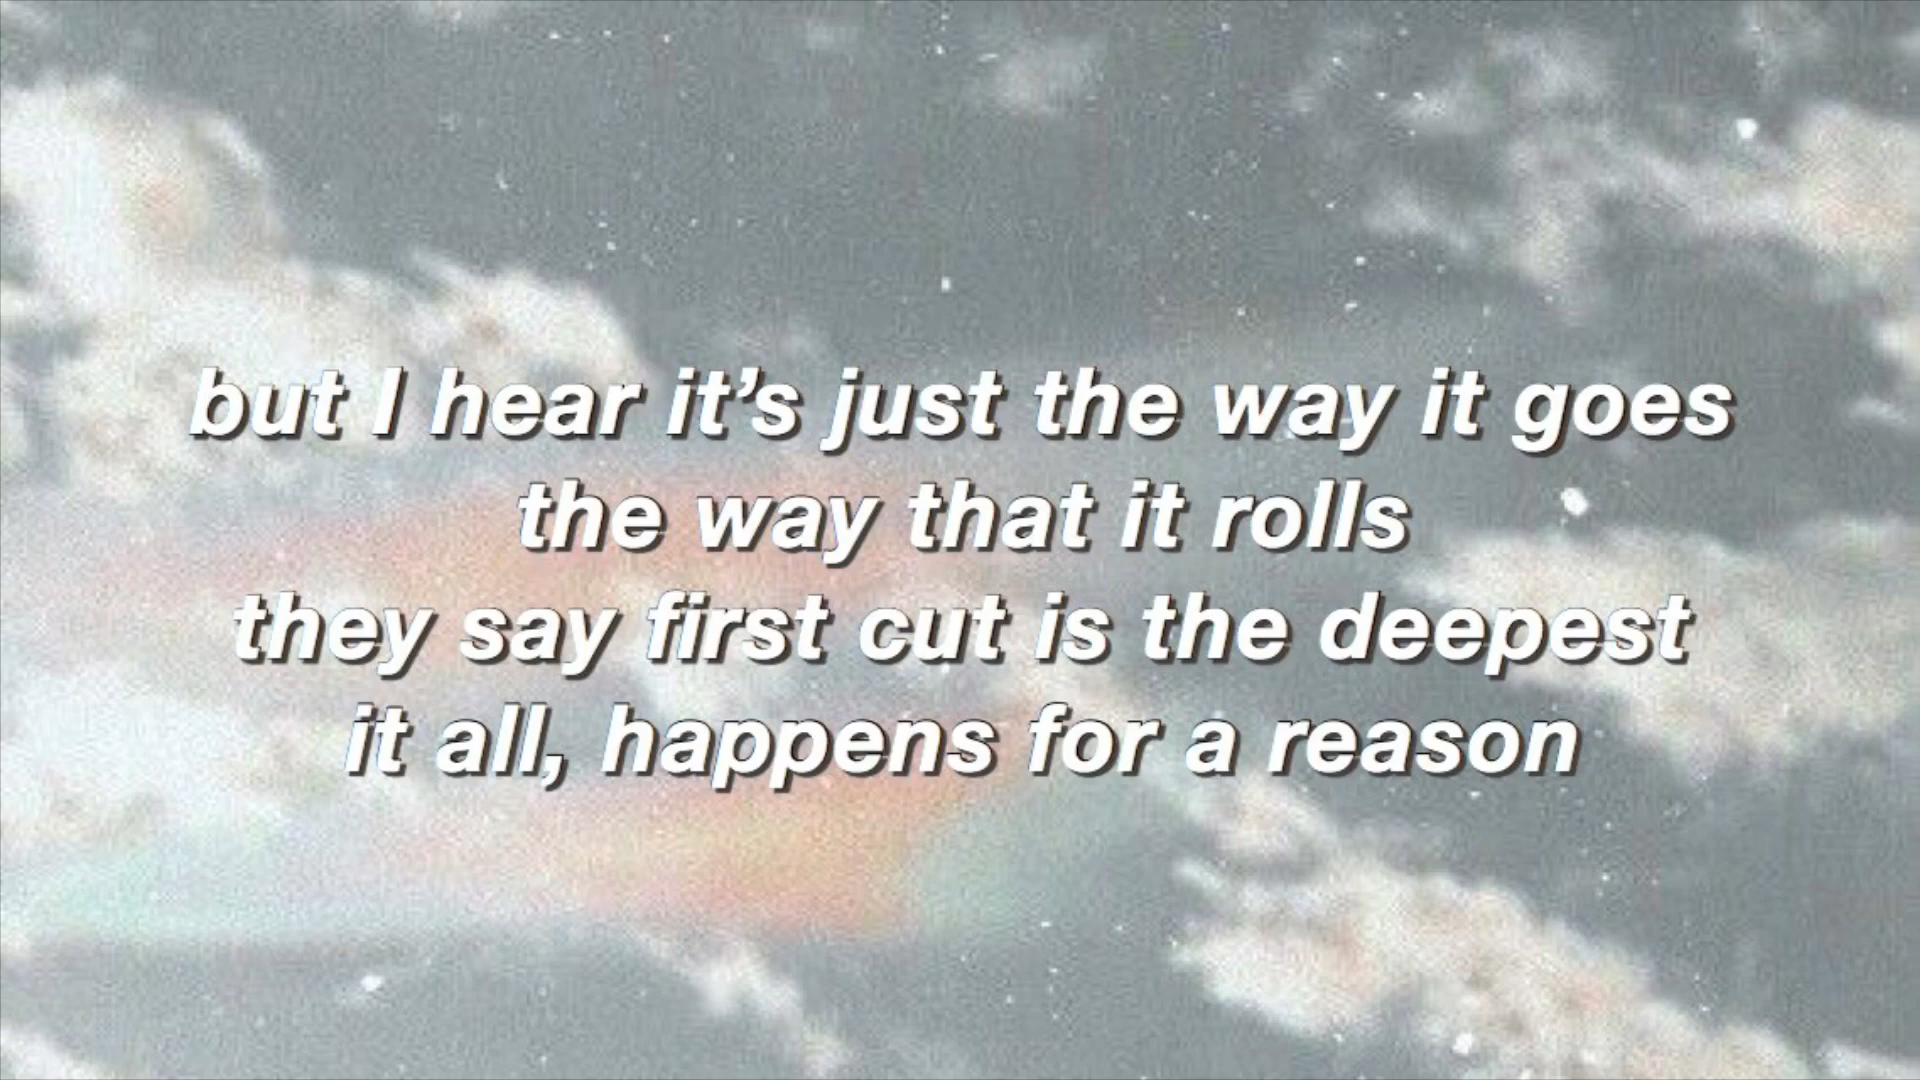 but I hear it’s just the way it goes
the way that it rolls
they say first cut is the deepest
it all, happens for a reason